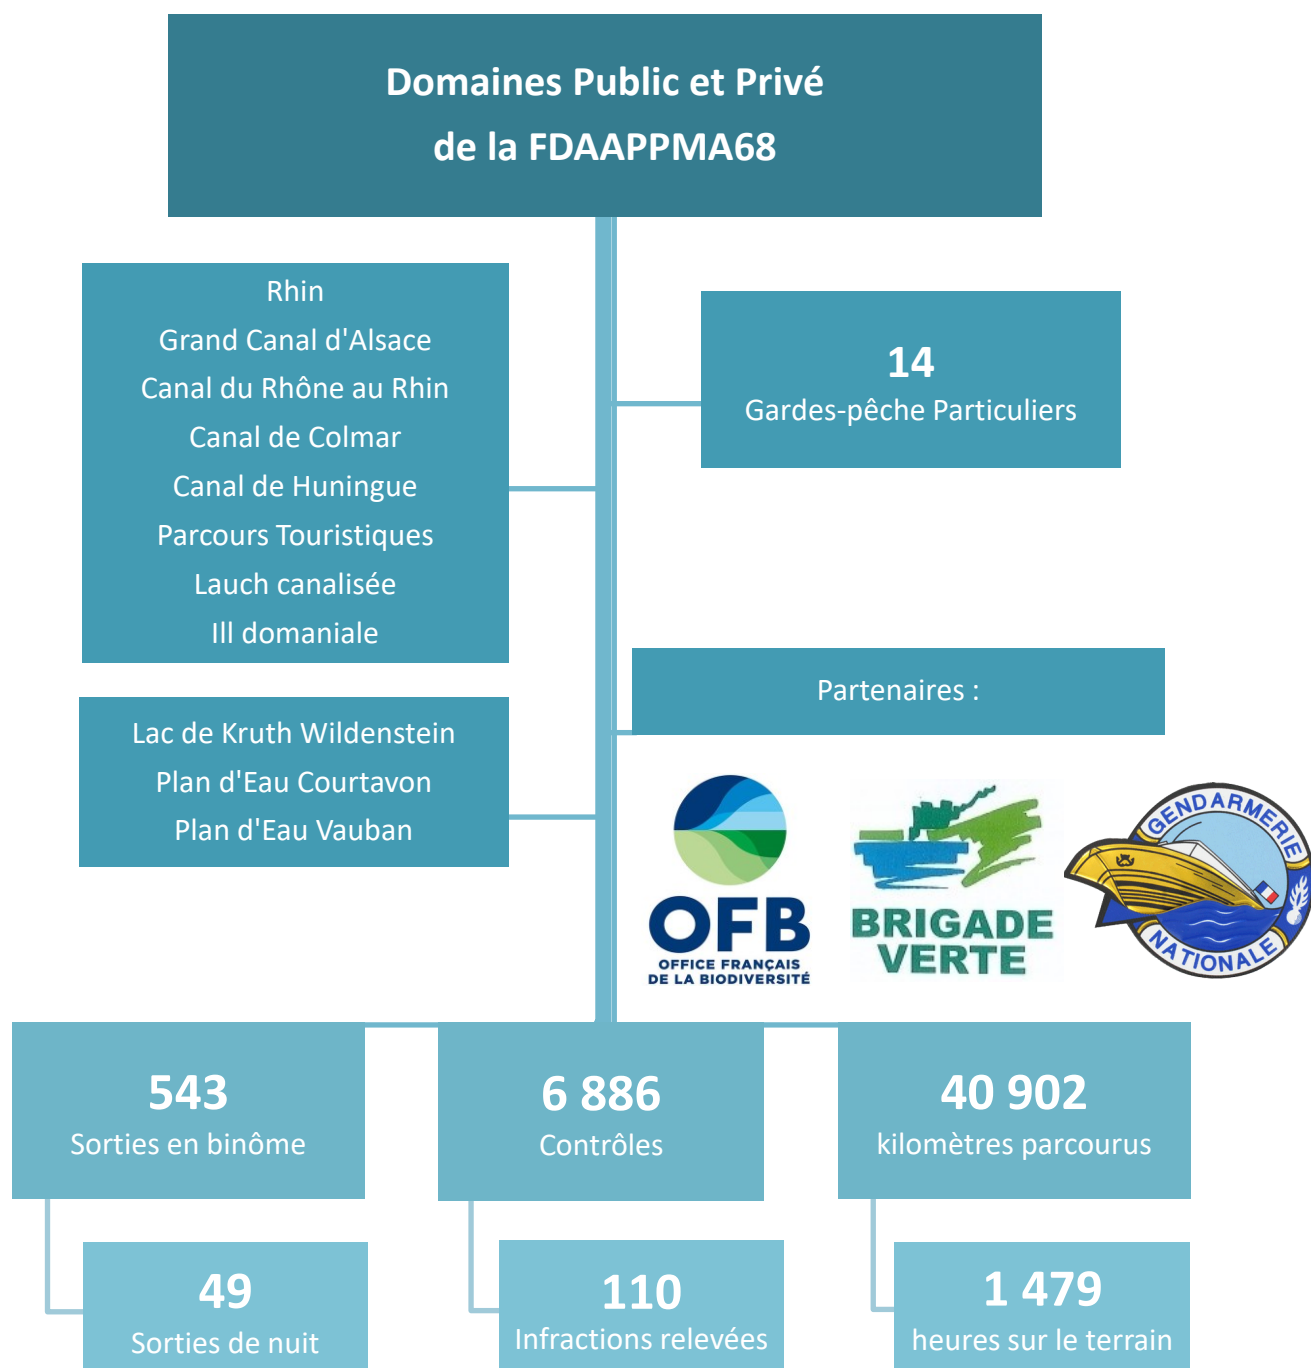 Domaines Public et Privé
de la FDAAPPMA68
Rhin
Grand Canal d'Alsace
Canal du Rhône au Rhin
Canal de Colmar
Canal de Huningue
Parcours Touristiques
Lauch canalisée
Ill domaniale
14
Gardes-pêche Particuliers
Partenaires :
Lac de Kruth Wildenstein
Plan d'Eau Courtavon
Plan d'Eau Vauban
OFB
OFFICE FRANÇAIS
DE LA BIODIVERSITÉ
BRIGADE
VERTE
GENDARMERIE
NATIONALE
543
Sorties en binôme
6 886
Contrôles
40 902
kilomètres parcourus
49
Sorties de nuit
110
Infractions relevées
1 479
heures sur le terrain